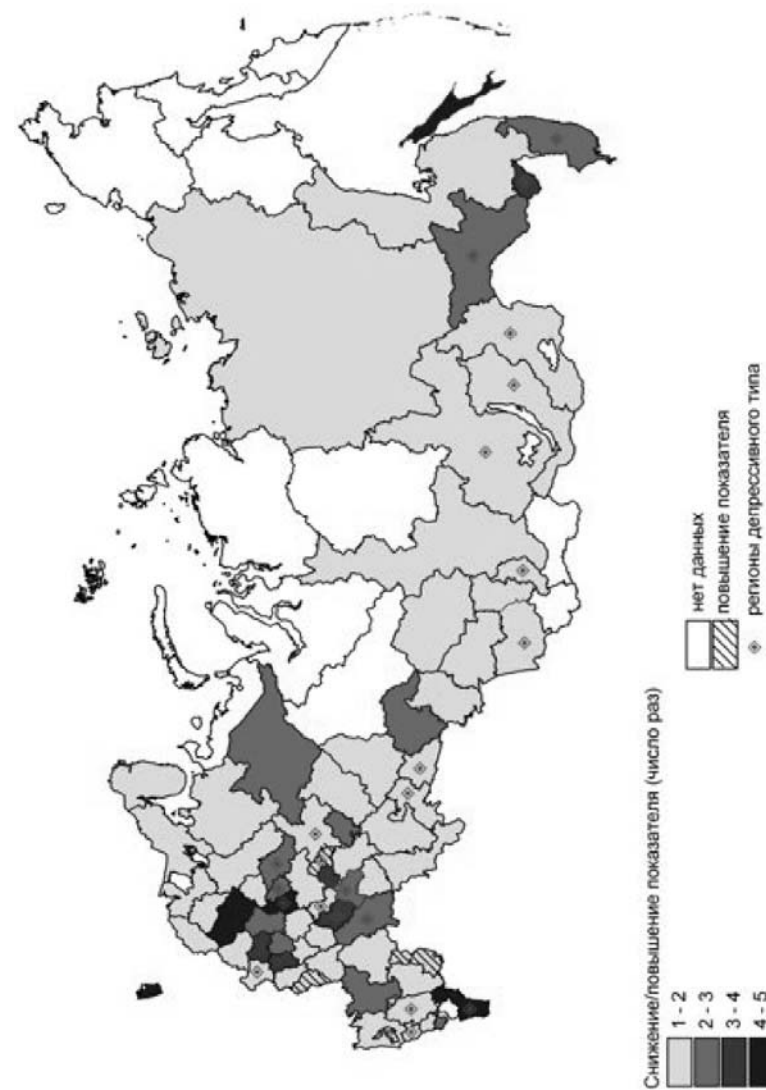 Снижение/повышение показателя (число раз)
1 - 2
2 - 3
3 - 4
4 - 5
нет данных
повышение показателя
регионы депрессивного типа